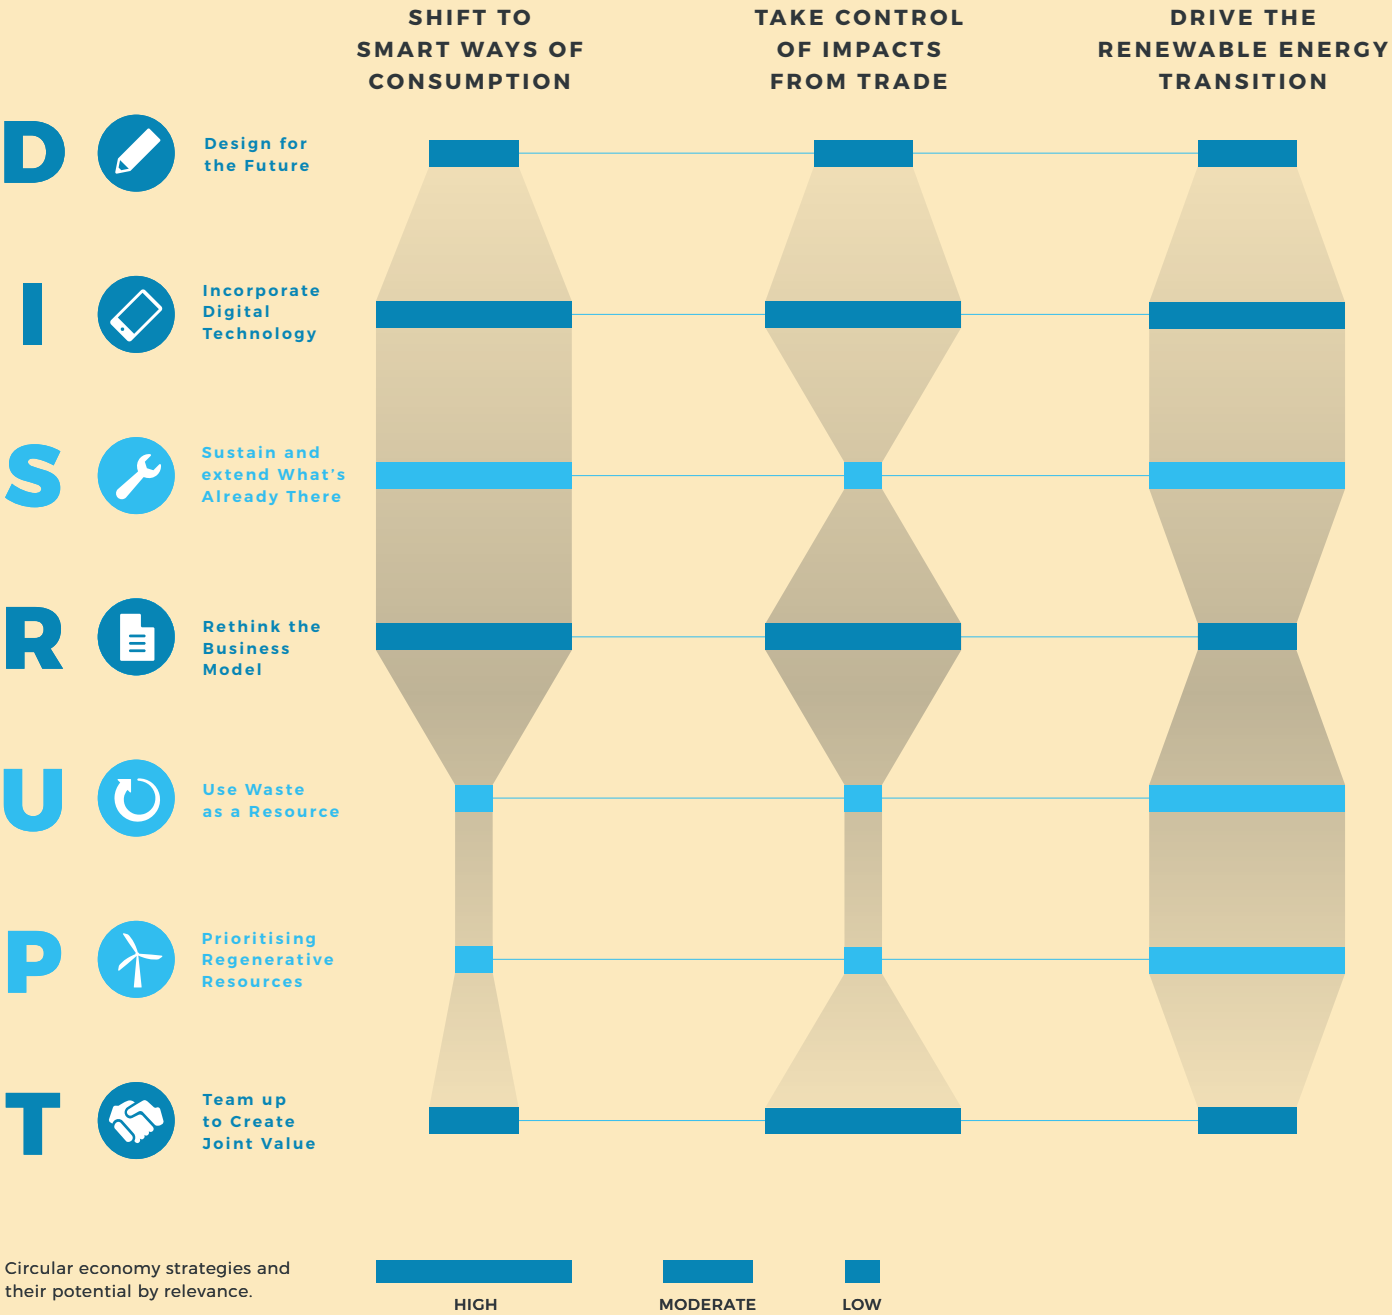 SHIFT TO
SMART WAYS OF
CONSUMPTION
TAKE CONTROL
OF IMPACTS
FROM TRADE
DRIVE THE
RENEWABLE ENERGY
TRANSITION
D
Design for
the Future
I
Incorporate
Digital
Technology
S
Sustain and
extend What's
Already There
R
Rethink the
Business
Model
U
Use Waste
as a Resource
P
Prioritising
Regenerative
Resources
T
Team up
to Create
Joint Value
Circular economy strategies and
their potential by relevance.
HIGH
MODERATE
LOW